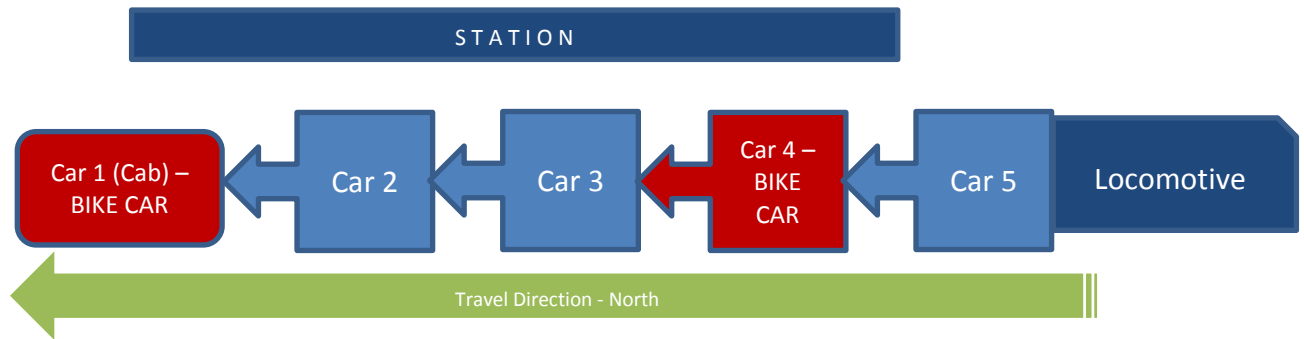 STATION
Car 1 (Cab) –
BIKE CAR
Car 2
Car 3
Car 4 –
BIKE
CAR
Car 5
Locomotive
Travel Direction - North